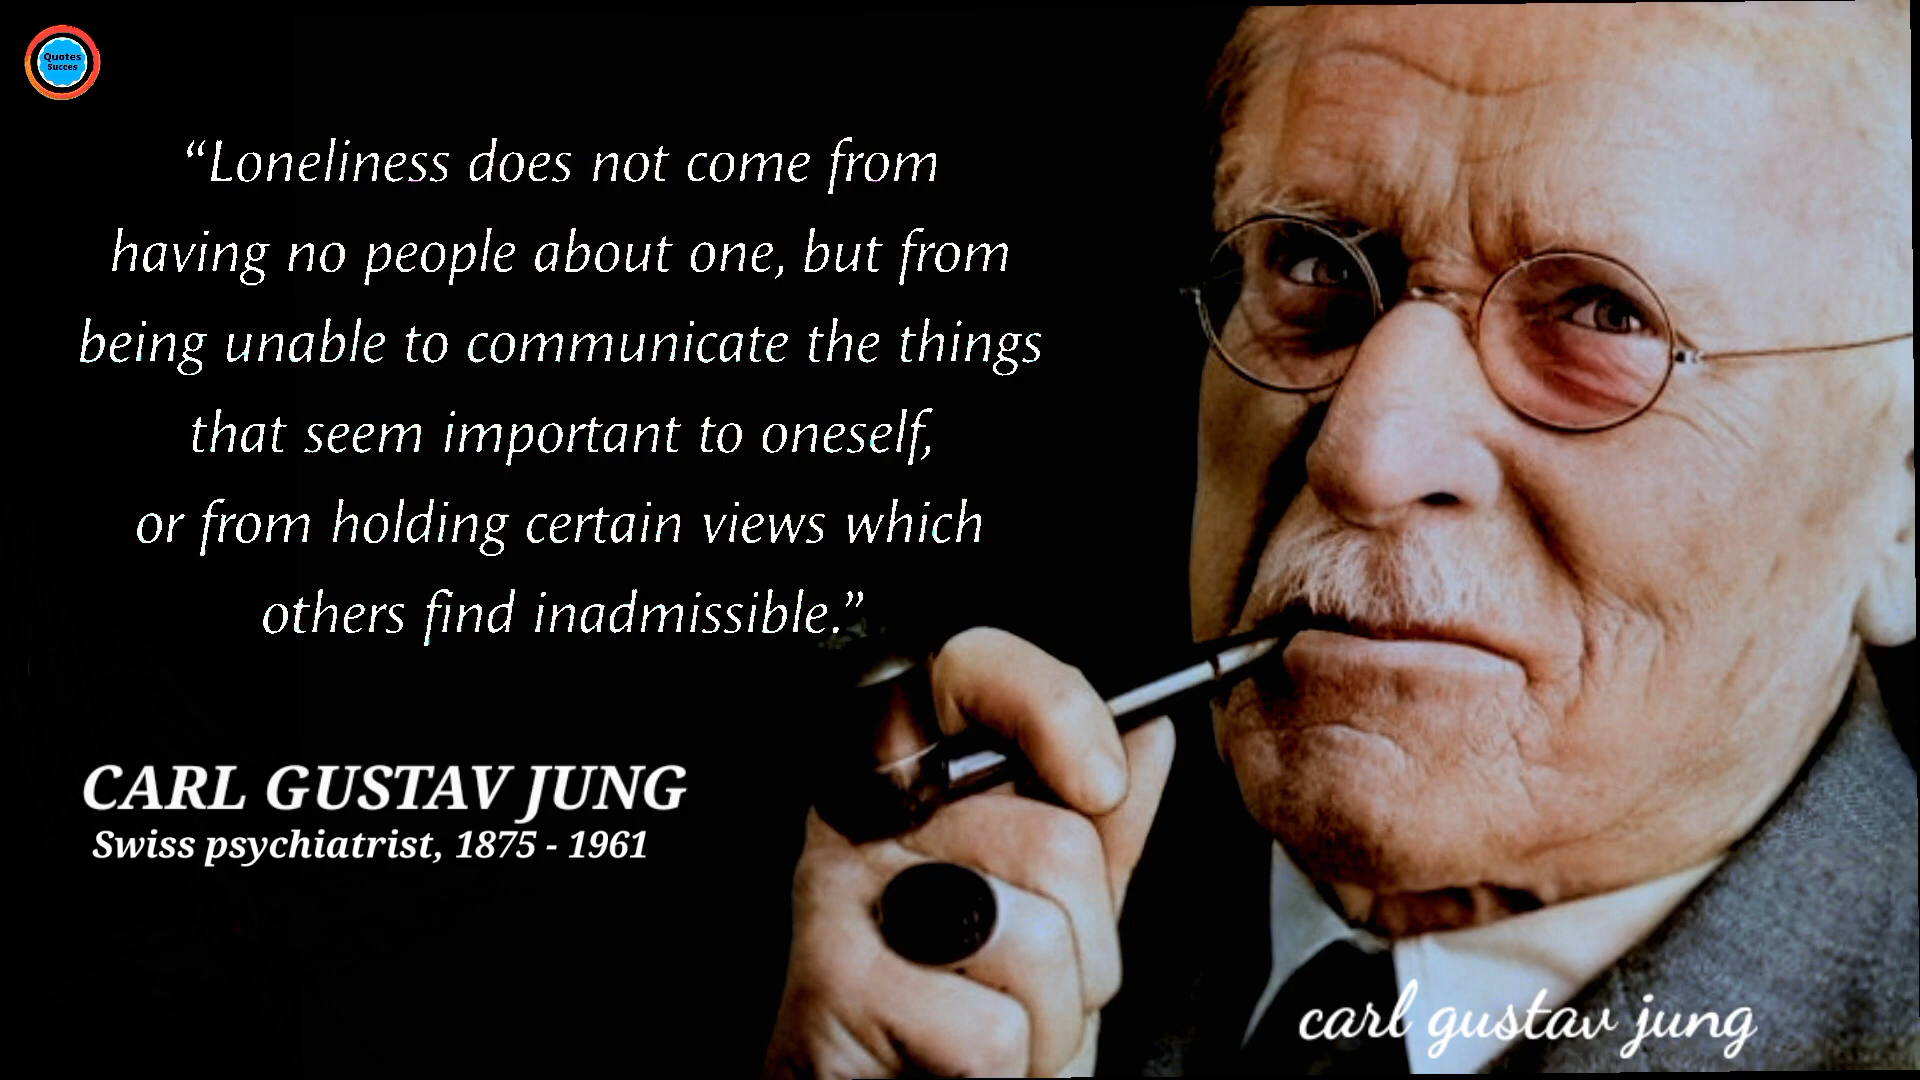 Quotes
Succes
“Loneliness does not come from
having no people about one, but from
being unable to communicate the things
that seem important to oneself,
or from holding certain views which
others find inadmissible.”
CARL GUSTAV JUNG
Swiss psychiatrist, 1875 - 1961
carl gustav jung